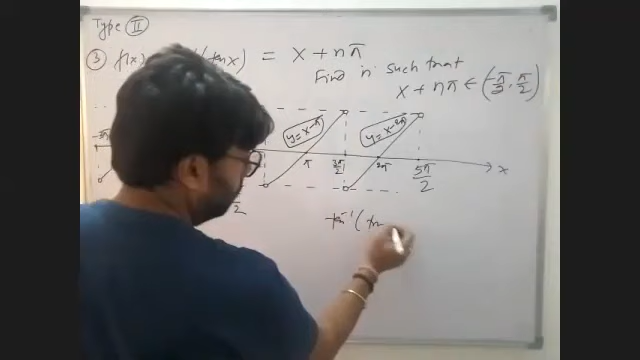 Type II
③ f(x) (tan x) = x + nπ
Find 'n' such that
x + nπ ∈ (-π/2, π/2)
y = x - π
y = x - 2π
π 3π/2 2π 5π/2 x
tan⁻¹ (tan